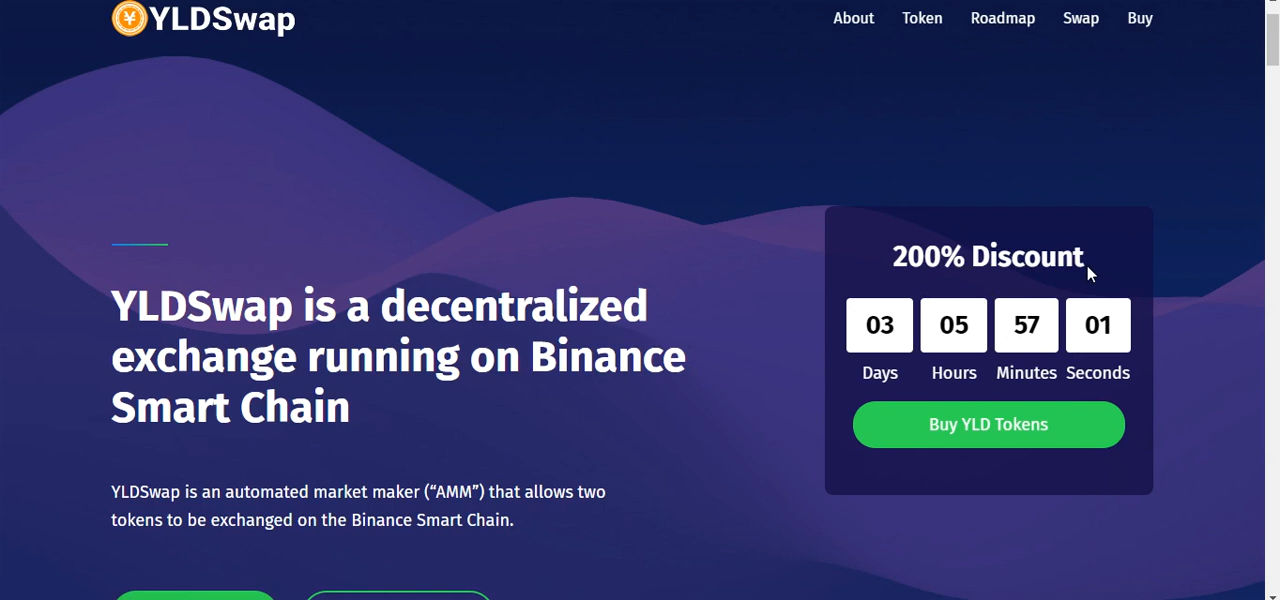 ¥ YLDSwap
About Token Roadmap Swap Buy
200% Discount
03 05 57 01
Days Hours Minutes Seconds
Buy YLD Tokens
YLDSwap is a decentralized
exchange running on Binance
Smart Chain
YLDSwap is an automated market maker (“AMM”) that allows two
tokens to be exchanged on the Binance Smart Chain.